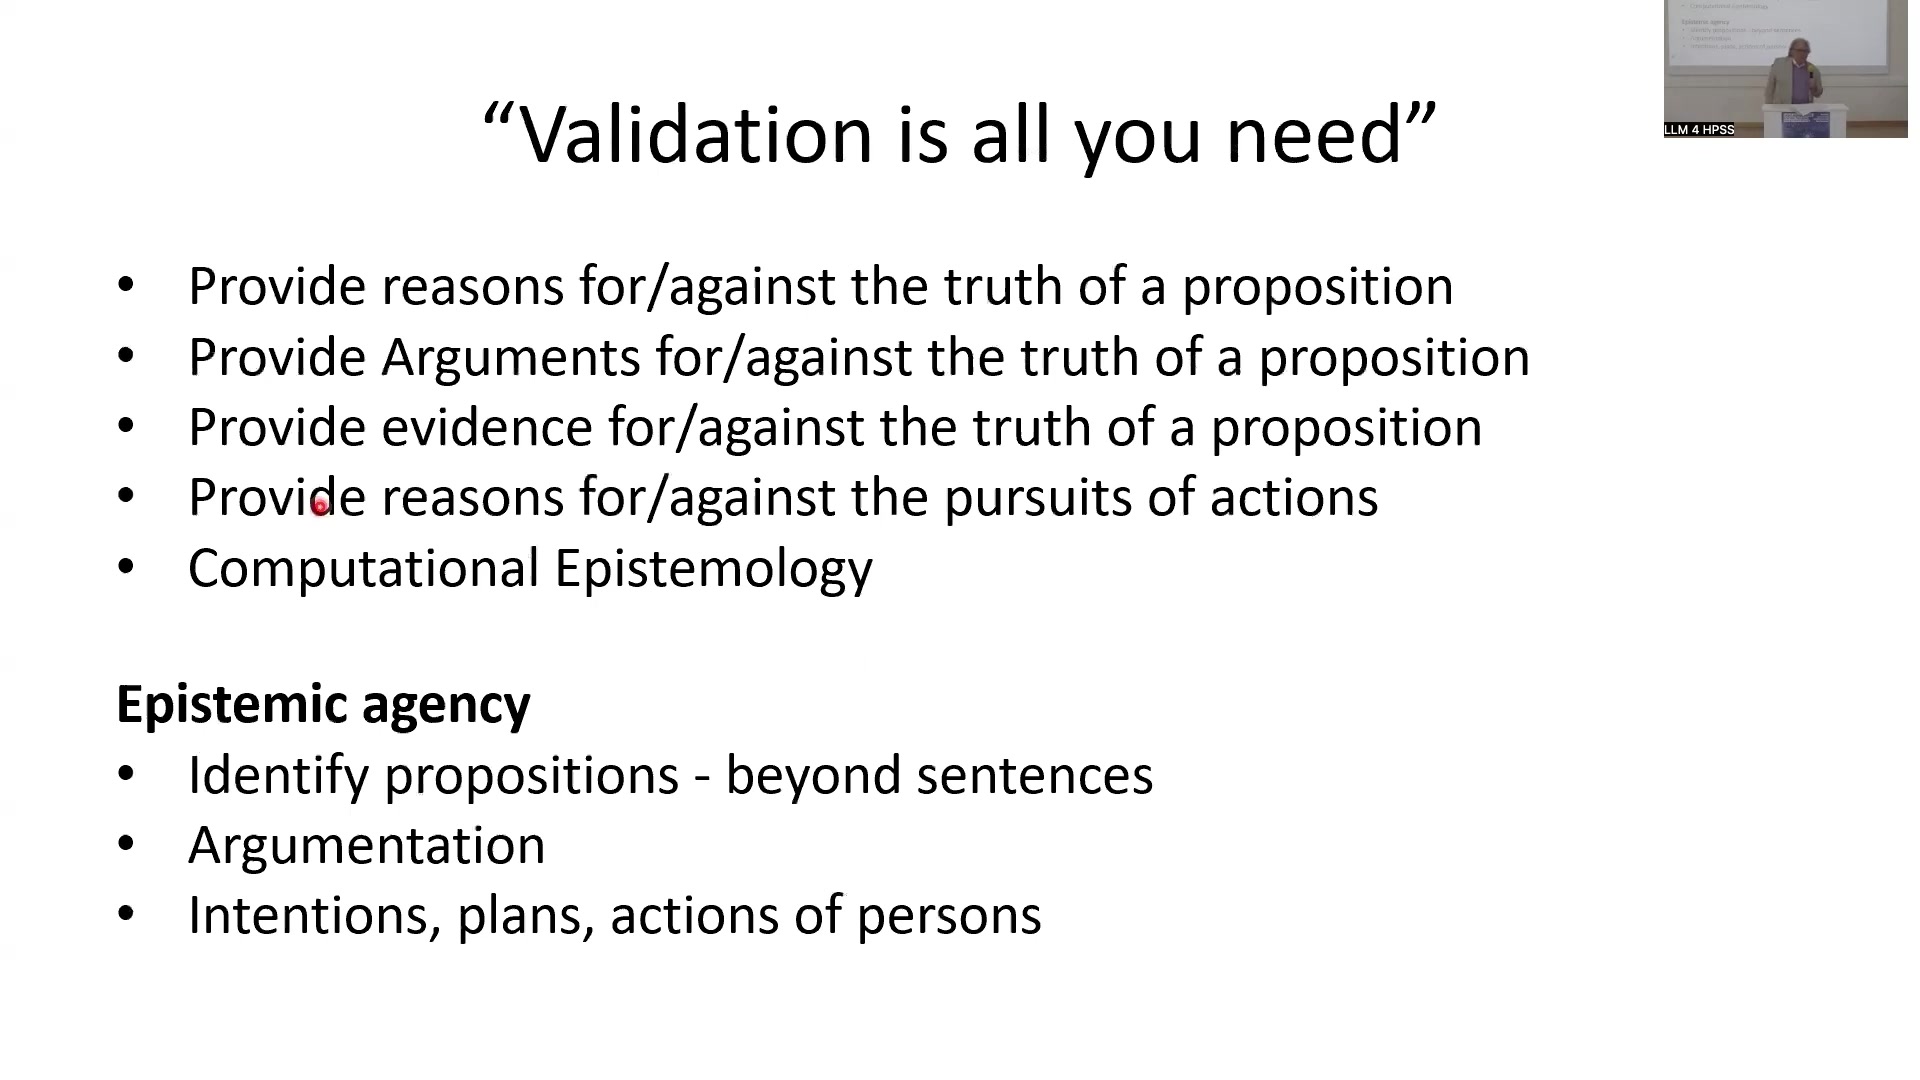 “Validation is all you need”
• Provide reasons for/against the truth of a proposition
• Provide Arguments for/against the truth of a proposition
• Provide evidence for/against the truth of a proposition
• Provide reasons for/against the pursuits of actions
• Computational Epistemology
Epistemic agency
• Identify propositions - beyond sentences
• Argumentation
• Intentions, plans, actions of persons
LLM 4 HPSS